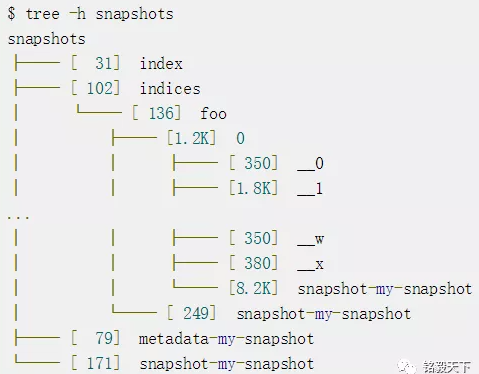 $ tree -h snapshots
snapshots
├── [  31]  index
├── [ 102]  indices
│   └── [ 136]  foo
│       ├── [1.2K]  0
│       │   ├── [ 350]  __0
│       │   ├── [1.8K]  __1
...
│       │   ├── [ 350]  __w
│       │   ├── [ 380]  __x
│       │   └── [8.2K]  snapshot-my-snapshot
│       └── [ 249]  snapshot-my-snapshot
├── [  79]  metadata-my-snapshot
└── [ 171]  snapshot-my-snapshot
铭毅天下